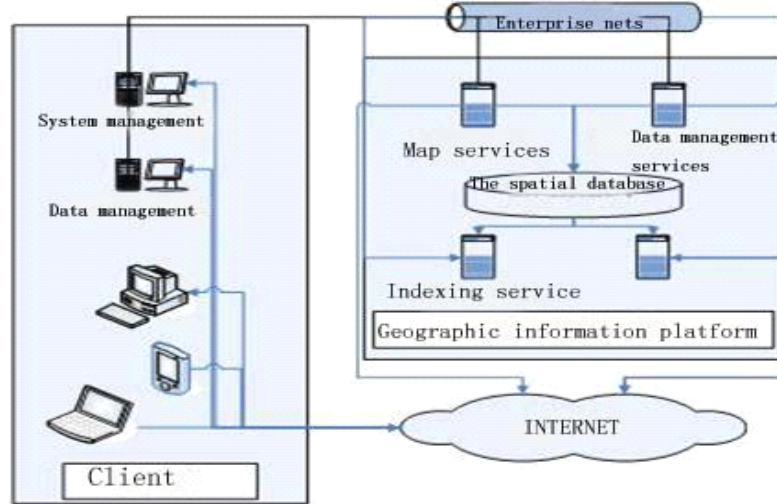 Enterprise nets
System management
Data management
Client
Map services
Data management
services
The spatial database
Indexing service
Geographic information platform
INTERNET